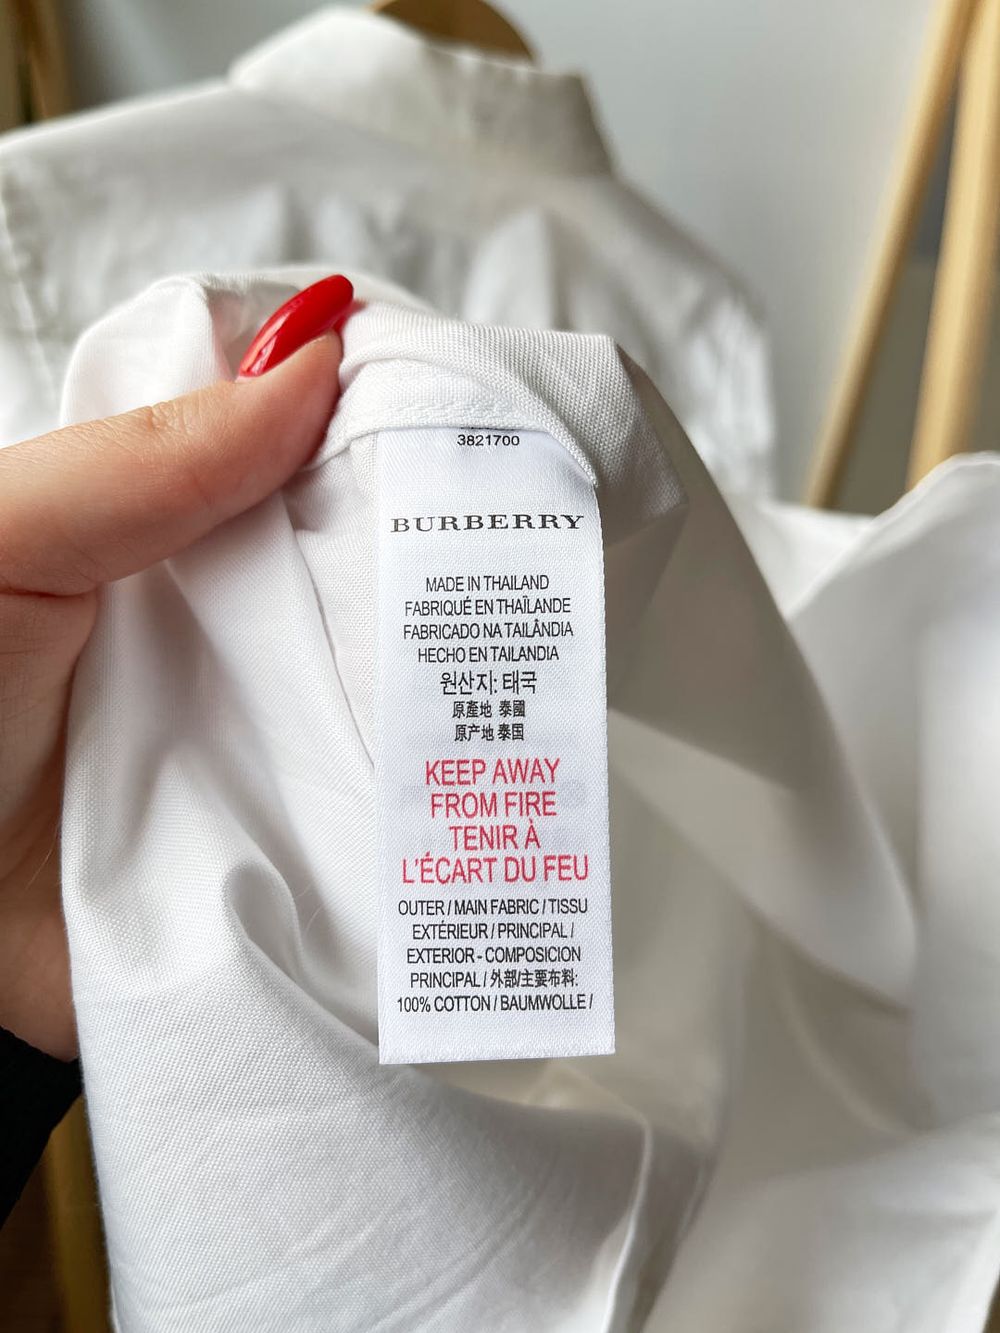 3821700
BURBERRY
MADE IN THAILAND
FABRIQUÉ EN THAÏLANDE
FABRICADO NA TAILÂNDIA
HECHO EN TAILANDIA
원산지: 태국
原產地 泰國
原产地 泰国
KEEP AWAY
FROM FIRE
TENIR À
L'ÉCART DU FEU
OUTER / MAIN FABRIC / TISSU
EXTÉRIEUR / PRINCIPAL /
EXTERIOR - COMPOSICION
PRINCIPAL / 外部/主要布料:
100% COTTON / BAUMWOLLE /